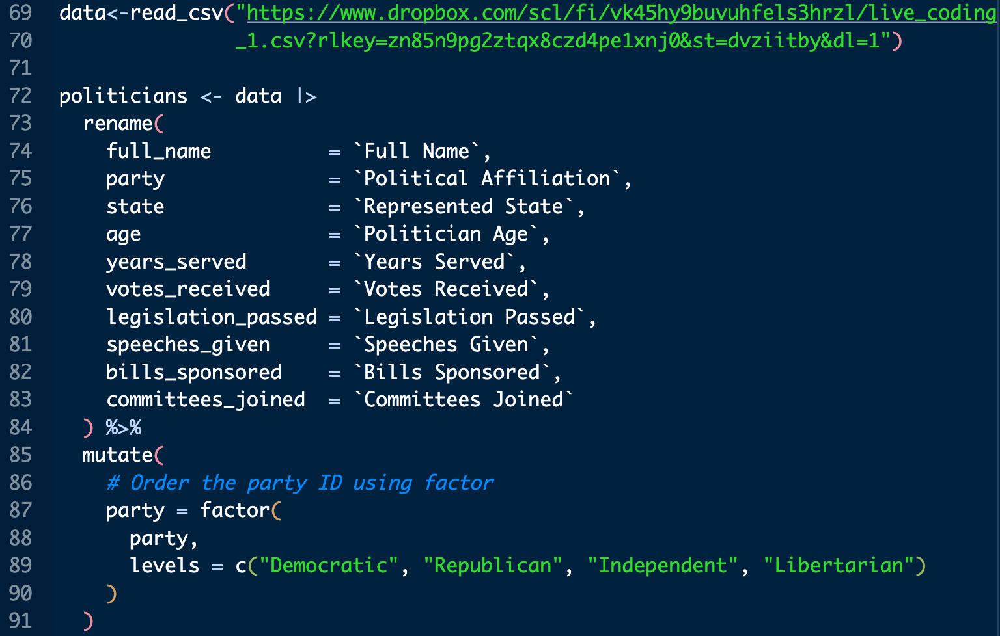 69 data<-read_csv("https://www.dropbox.com/scl/fi/vk45hy9buvuhfels3hrzl/live_coding
70                _1.csv?rlkey=zn85n9pg2ztqx8czd4pe1xnj0&st=dvziitby&dl=1")
71
72 politicians <- data |>
73   rename(
74     full_name          = `Full Name`,
75     party              = `Political Affiliation`,
76     state              = `Represented State`,
77     age                = `Politician Age`,
78     years_served       = `Years Served`,
79     votes_received     = `Votes Received`,
80     legislation_passed = `Legislation Passed`,
81     speeches_given     = `Speeches Given`,
82     bills_sponsored    = `Bills Sponsored`,
83     committees_joined  = `Committees Joined`
84   ) %>%
85   mutate(
86     # Order the party ID using factor
87     party = factor(
88       party,
89       levels = c("Democratic", "Republican", "Independent", "Libertarian")
90     )
91   )